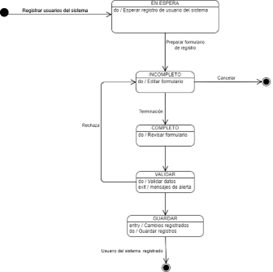 EN ESPERA
Registrar usuarios del sistema
do / Esperar registro de usuario del sistema
Preparar formulario
de registro
INCOMPLETO
do / Editar formulario
Cancelar
Terminación
Rechaza
COMPLETO
do / Revisar formulario
VALIDAR
do / Validar datos
exit / mensajes de alerta
GUARDAR
entry / Cambios registrados
do / Guardar registros
Usuario del sistema registrado